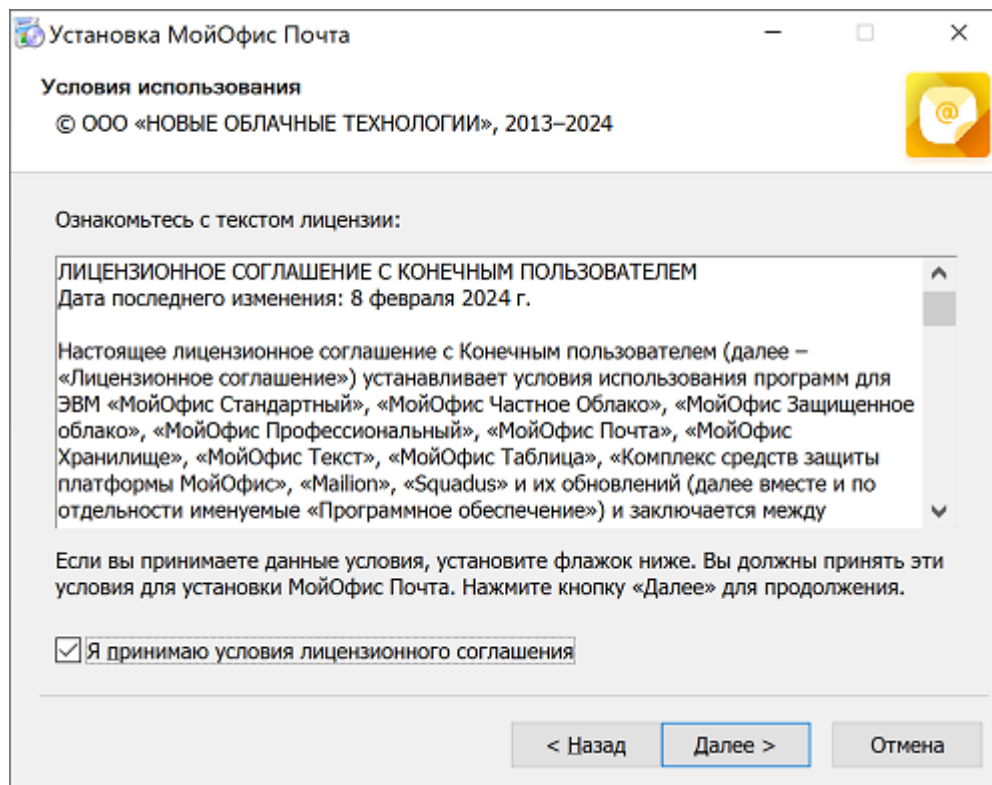 Установка МойОфис Почта
Условия использования
© ООО «НОВЫЕ ОБЛАЧНЫЕ ТЕХНОЛОГИИ», 2013–2024
@
Ознакомьтесь с текстом лицензии:
ЛИЦЕНЗИОННОЕ СОГЛАШЕНИЕ С КОНЕЧНЫМ ПОЛЬЗОВАТЕЛЕМ
Дата последнего изменения: 8 февраля 2024 г.
Настоящее лицензионное соглашение с Конечным пользователем (далее –
«Лицензионное соглашение») устанавливает условия использования программ для
ЭВМ «МойОфис Стандартный», «МойОфис Частное Облако», «МойОфис Защищенное
облако», «МойОфис Профессиональный», «МойОфис Почта», «МойОфис
Хранилище», «МойОфис Текст», «МойОфис Таблица», «Комплекс средств защиты
платформы МойОфис», «Mailion», «Squadus» и их обновлений (далее вместе и по
отдельности именуемые «Программное обеспечение») и заключается между
Если вы принимаете данные условия, установите флажок ниже. Вы должны принять эти
условия для установки МойОфис Почта. Нажмите кнопку «Далее» для продолжения.
Я принимаю условия лицензионного соглашения
< Назад
Далее >
Отмена